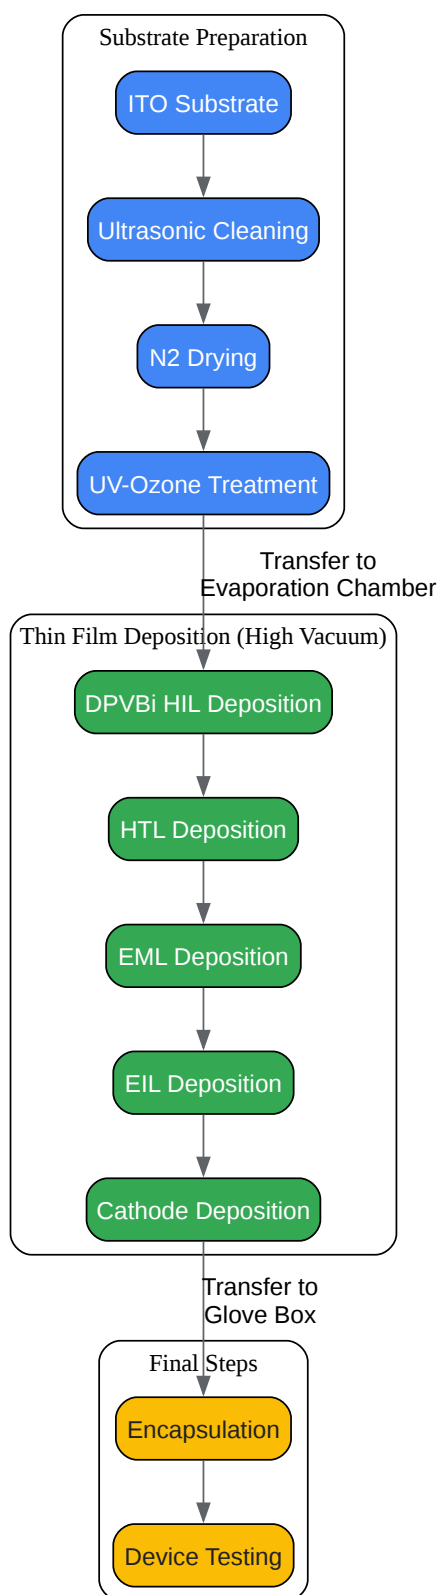 Substrate Preparation
ITO Substrate
Ultrasonic Cleaning
N2 Drying
UV-Ozone Treatment
Transfer to
Evaporation Chamber
Thin Film Deposition (High Vacuum)
DPVBi HIL Deposition
HTL Deposition
EML Deposition
EIL Deposition
Cathode Deposition
Transfer to
Glove Box
Final Steps
Encapsulation
Device Testing